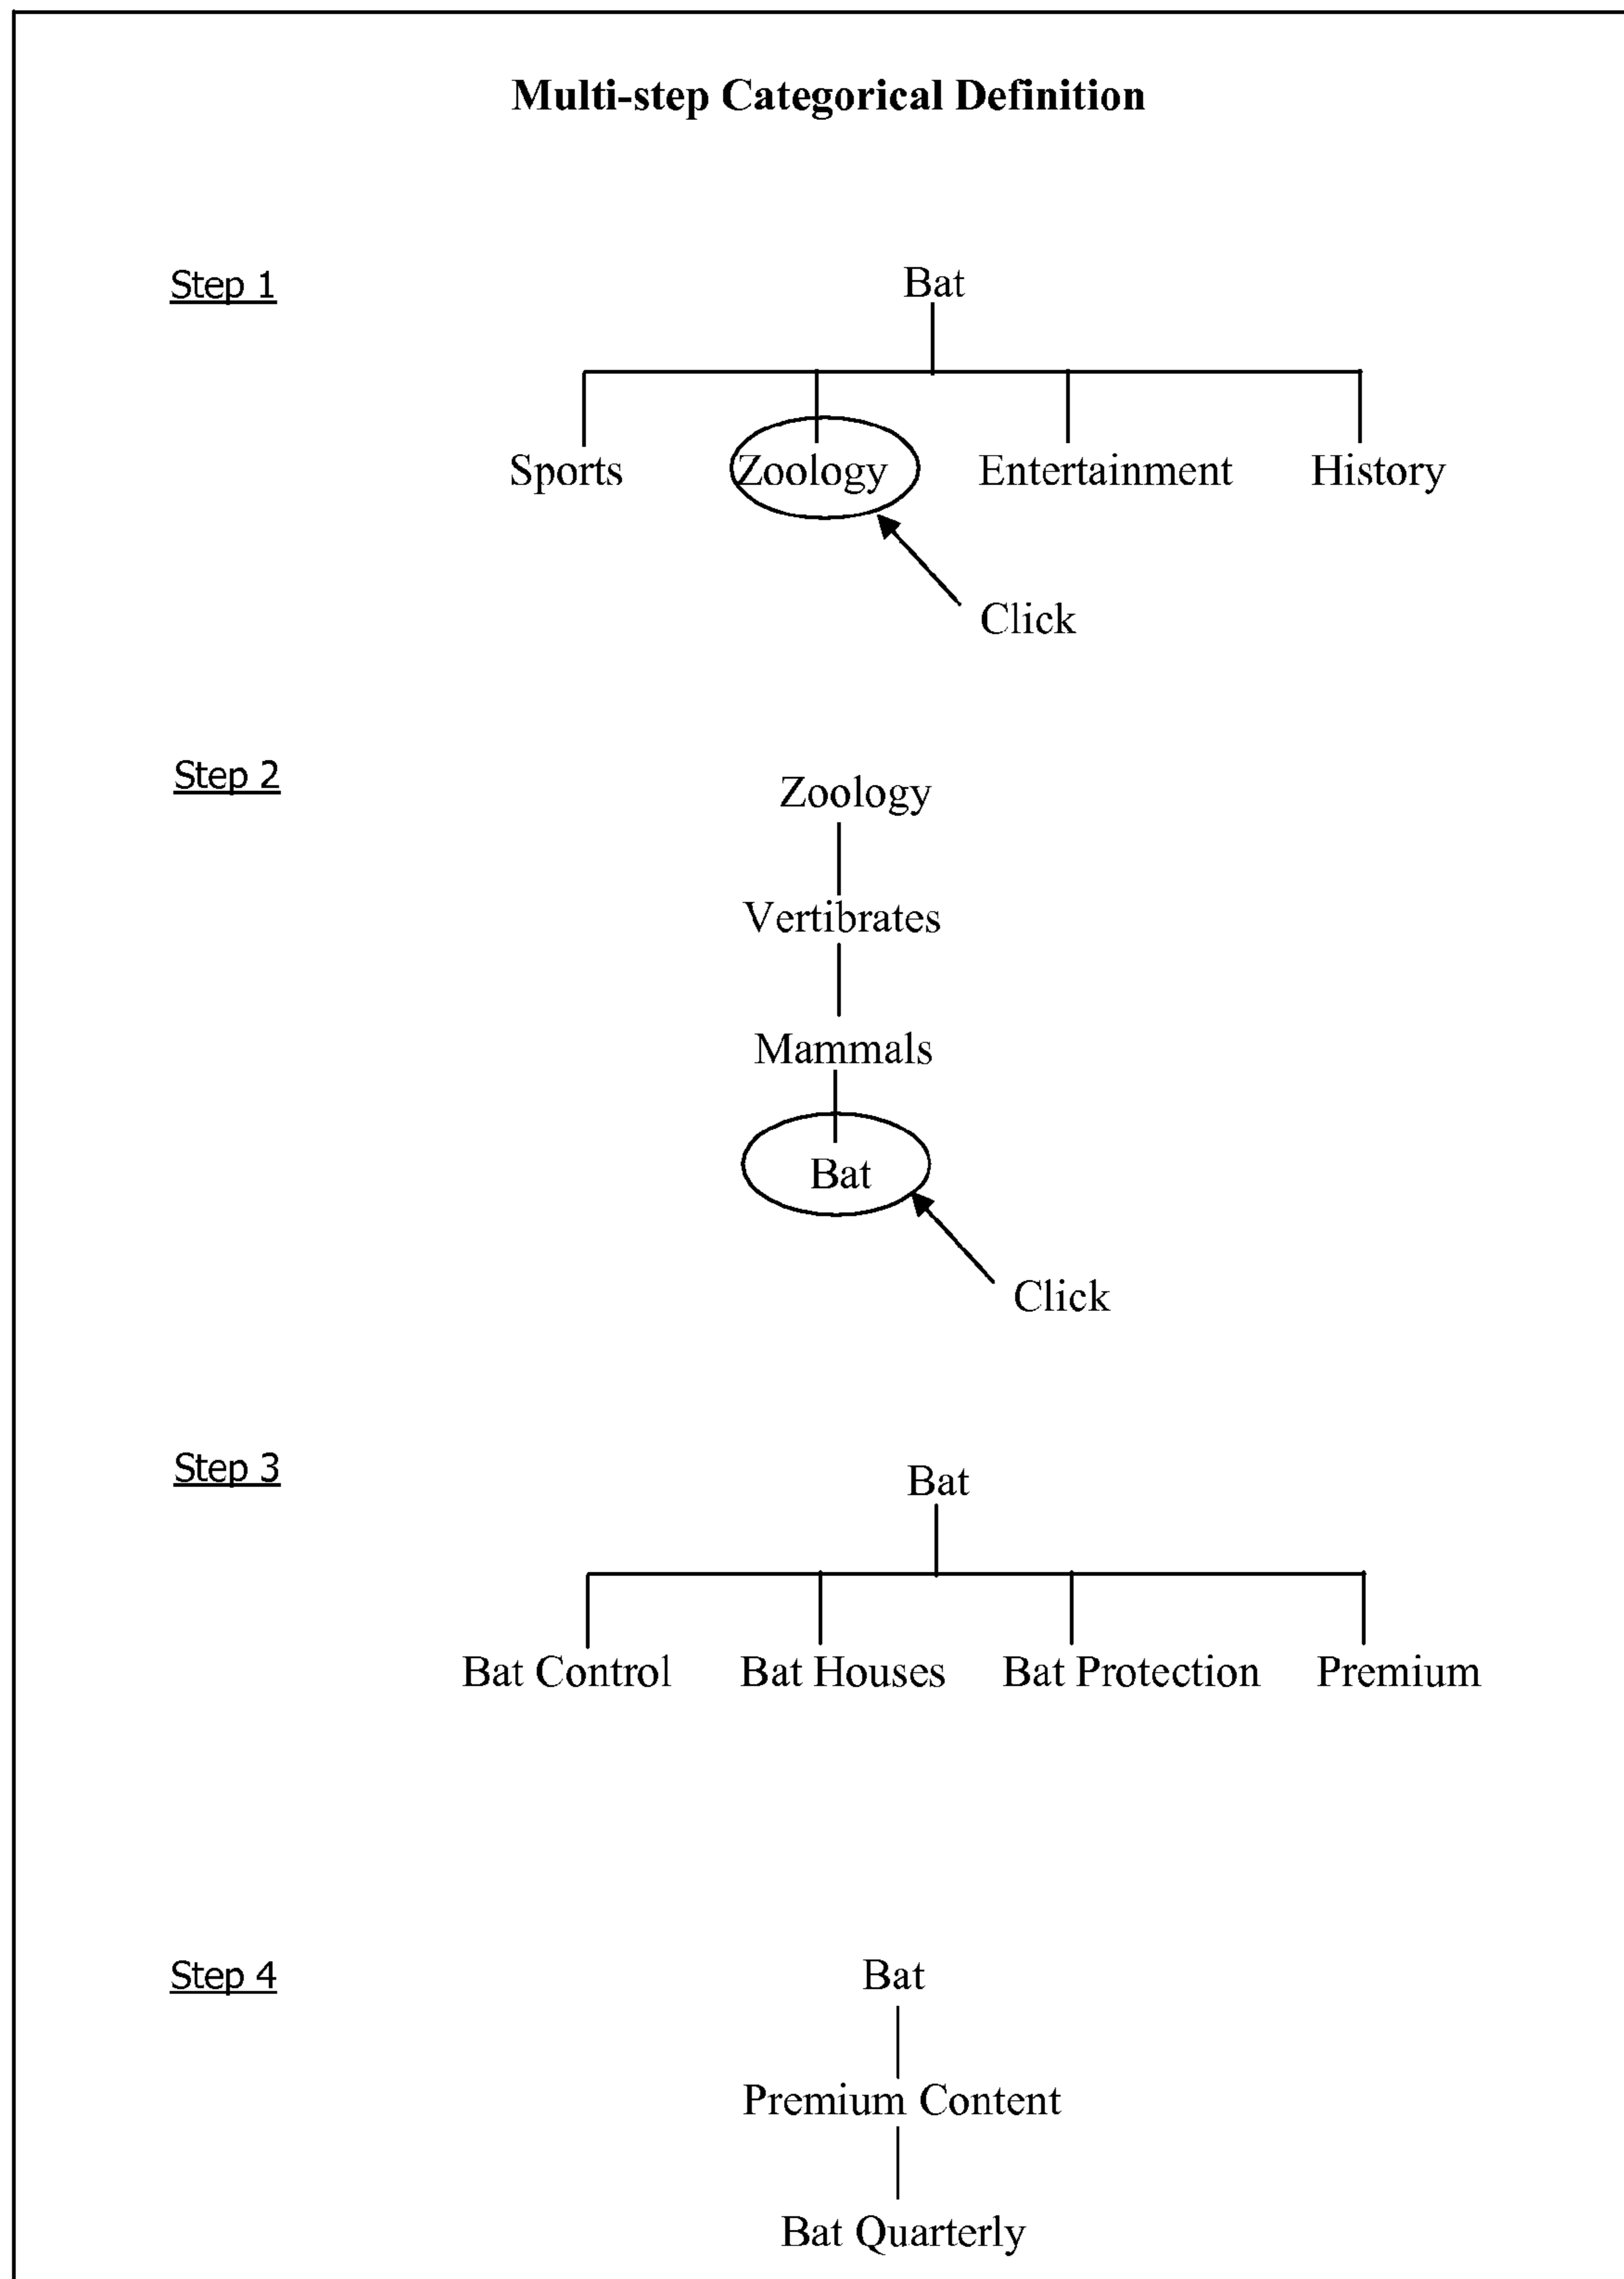 Multi-step Categorical Definition
Step 1
Bat
Sports Zoology Entertainment History
Click
Step 2
Zoology
Vertibrates
Mammals
Bat
Click
Step 3
Bat
Bat Control Bat Houses Bat Protection Premium
Step 4
Bat
Premium Content
Bat Quarterly